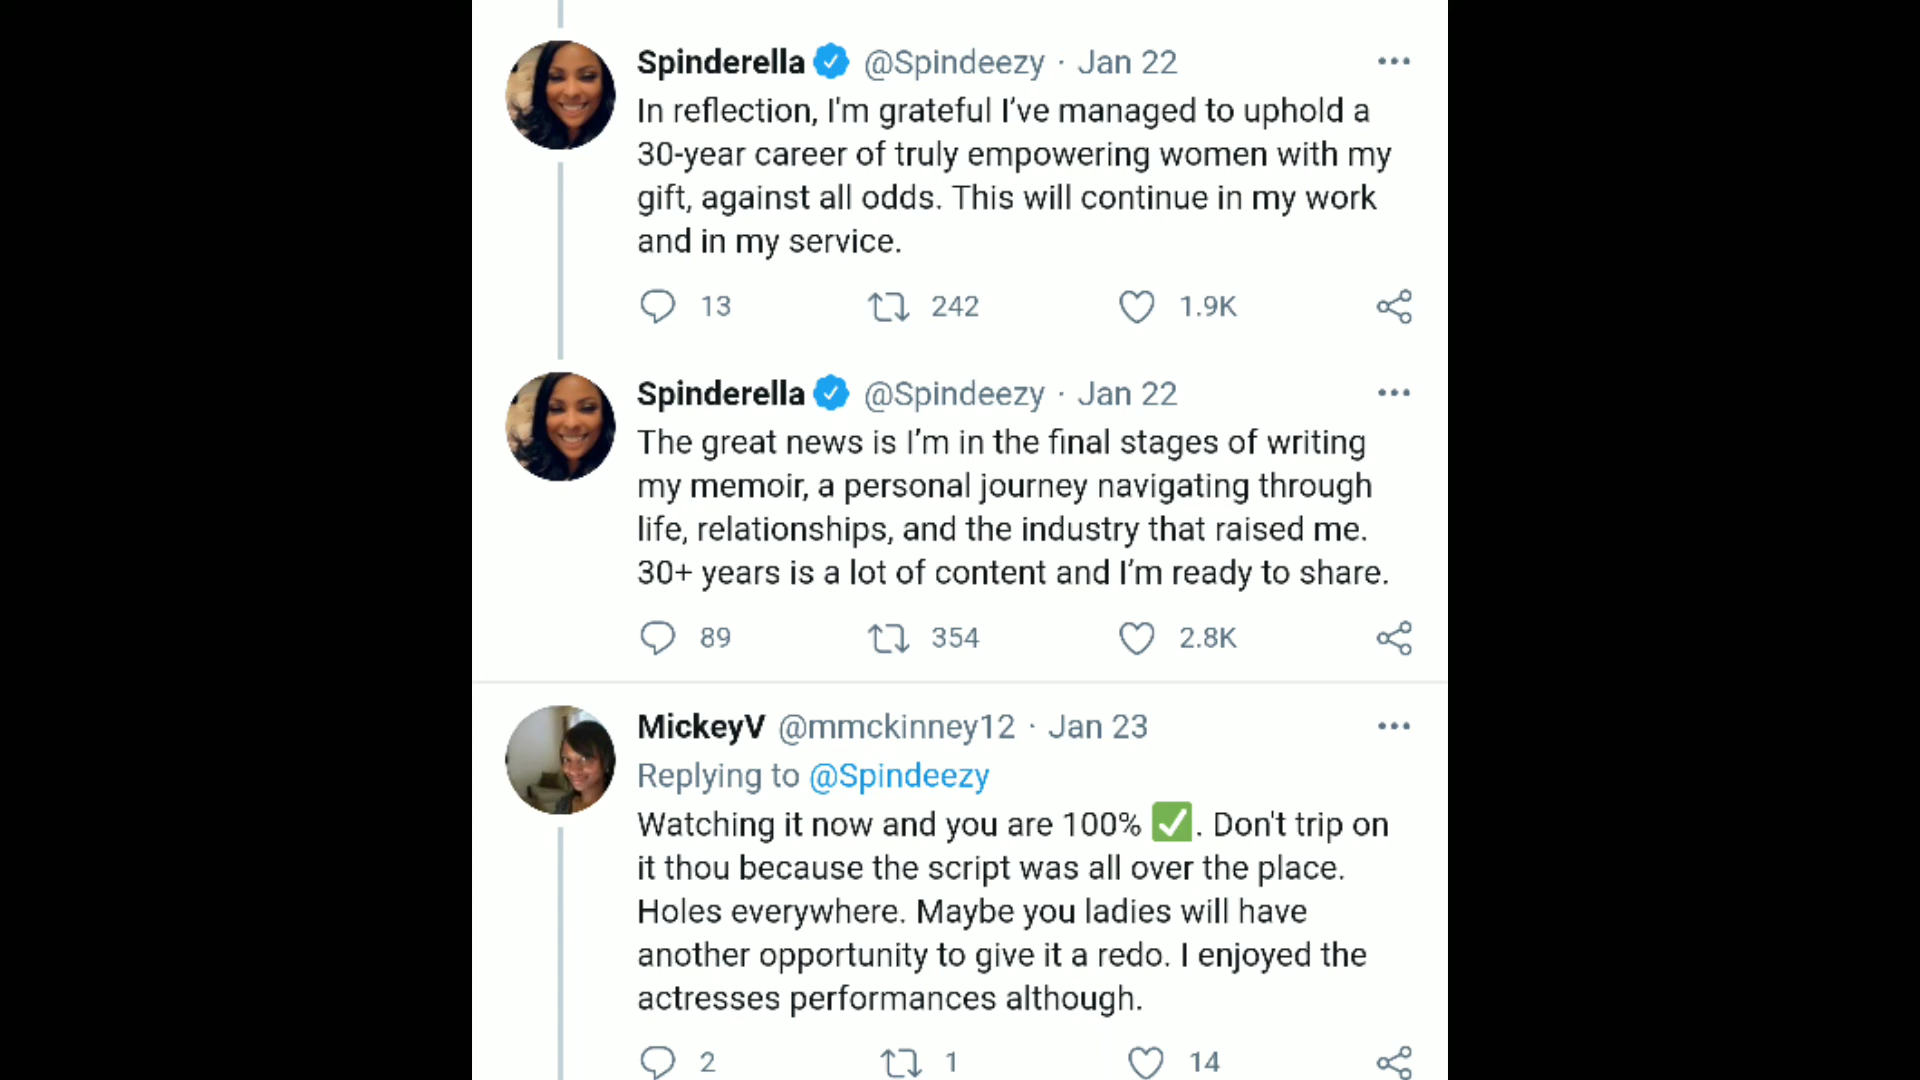 Spinderella @Spindeezy · Jan 22
In reflection, I'm grateful I’ve managed to uphold a
30-year career of truly empowering women with my
gift, against all odds. This will continue in my work
and in my service.
13 242 1.9K
Spinderella @Spindeezy · Jan 22
The great news is I’m in the final stages of writing
my memoir, a personal journey navigating through
life, relationships, and the industry that raised me.
30+ years is a lot of content and I’m ready to share.
89 354 2.8K
MickeyV @mmckinney12 · Jan 23
Replying to @Spindeezy
Watching it now and you are 100% ✅. Don't trip on
it thou because the script was all over the place.
Holes everywhere. Maybe you ladies will have
another opportunity to give it a redo. I enjoyed the
actresses performances although.
2 1 14